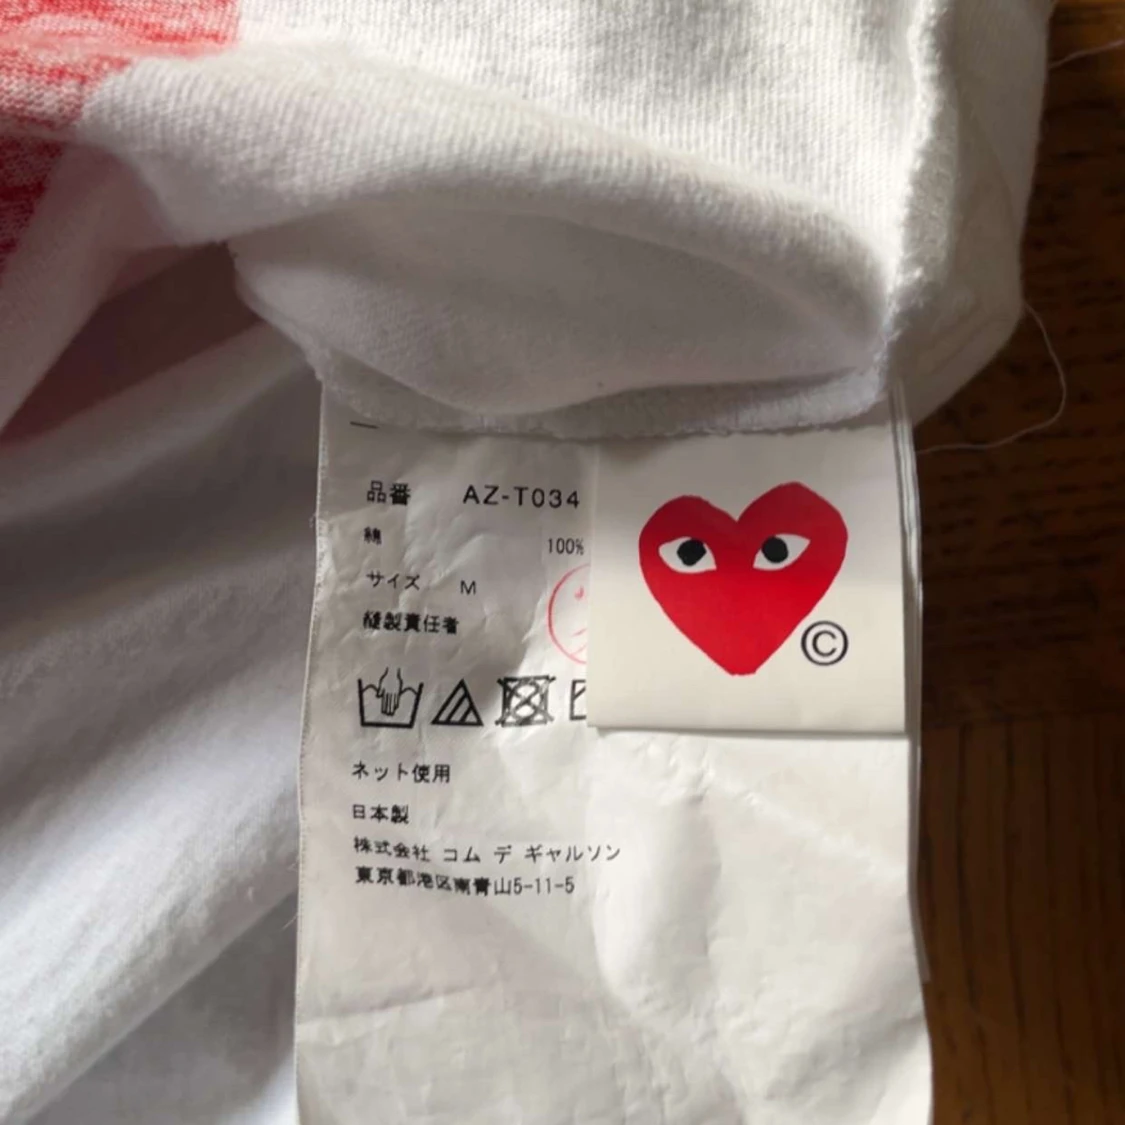 品番 AZ-T034
綿 100%
サイズ M
縫製責任者
ネット使用
日本製
株式会社 コム デ ギャルソン
東京都港区南青山5-11-5
©